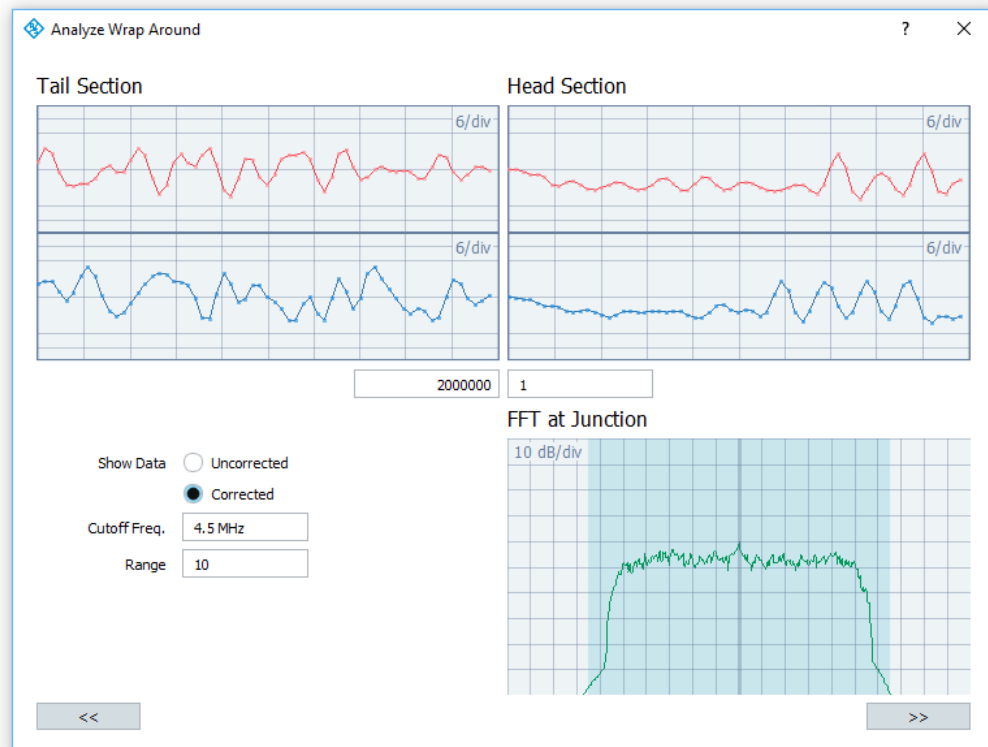 Analyze Wrap Around
?
Tail Section
Head Section
6/div
6/div
6/div
6/div
2000000
1
FFT at Junction
10 dB/div
Show Data
Uncorrected
Corrected
Cutoff Freq.
4.5 MHz
Range
10
<<
>>